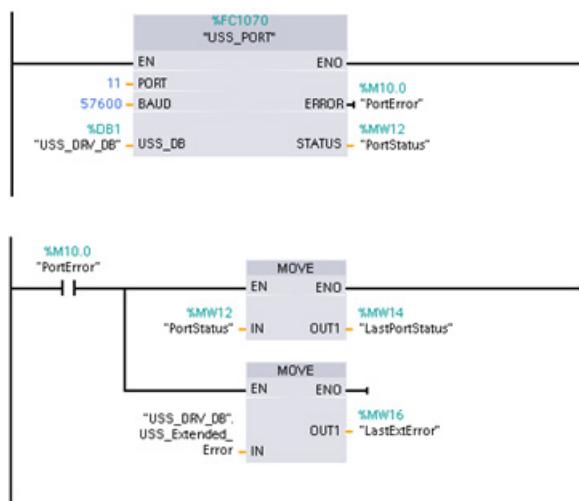 %FC1070
"USS_PORT"
EN ENO
11 PORT %M10.0
57600 BAUD ERROR "PortError"
%DB1 %MW12
"USS_DRV_DB" USS_DB STATUS "PortStatus"
%M10.0
"PortError" MOVE
EN ENO
%MW12 %MW14
"PortStatus" IN OUT1 "LastPortStatus"
MOVE
EN ENO
"USS_DRV_DB". %MW16
USS_Extended_ OUT1 "LastExtError"
Error IN